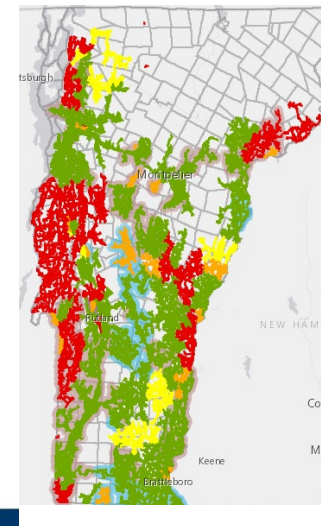 tsburgh
Montpelier
Rutland
NEW HAM
Co
M
Keene
Brattleboro